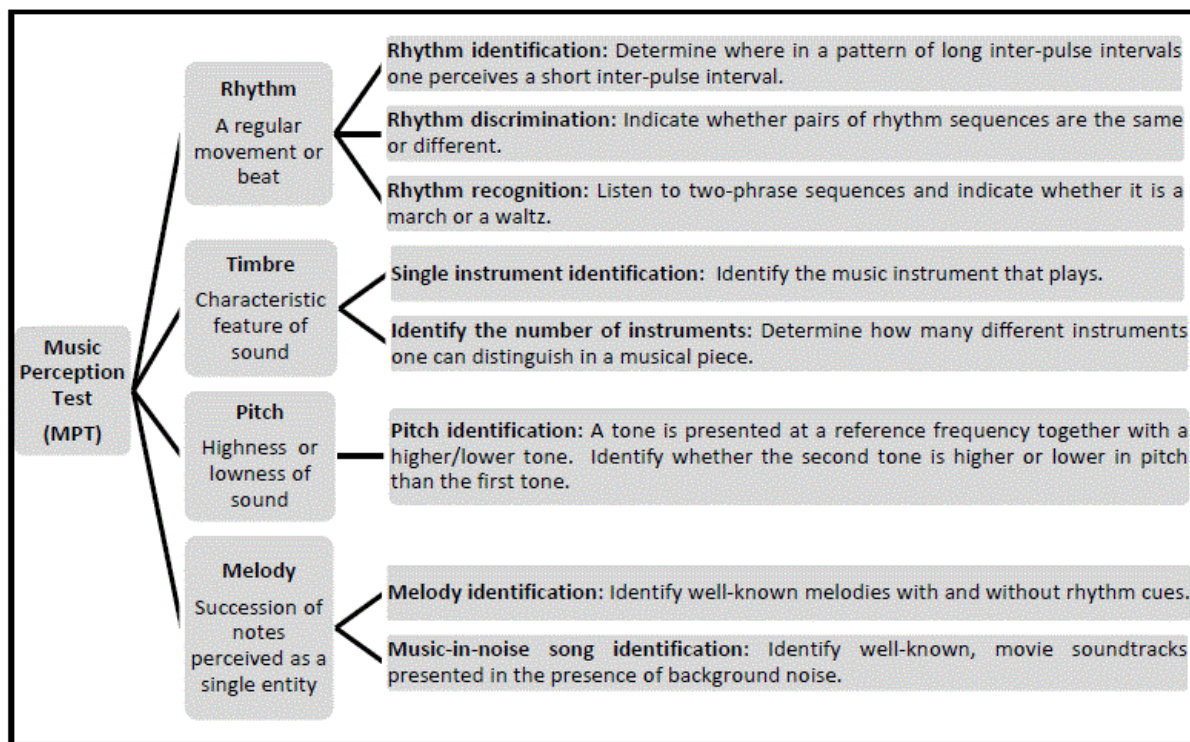 Music
Perception
Test
(MPT)
Rhythm
A regular
movement or
beat
Rhythm identification: Determine where in a pattern of long inter-pulse intervals
one perceives a short inter-pulse interval.
Rhythm discrimination: Indicate whether pairs of rhythm sequences are the same
or different.
Rhythm recognition: Listen to two-phrase sequences and indicate whether it is a
march or a waltz.
Timbre
Characteristic
feature of
sound
Single instrument identification: Identify the music instrument that plays.
Identify the number of instruments: Determine how many different instruments
one can distinguish in a musical piece.
Pitch
Highness or
lowness of
sound
Pitch identification: A tone is presented at a reference frequency together with a
higher/lower tone. Identify whether the second tone is higher or lower in pitch
than the first tone.
Melody
Succession of
notes
perceived as a
single entity
Melody identification: Identify well-known melodies with and without rhythm cues.
Music-in-noise song identification: Identify well-known, movie soundtracks
presented in the presence of background noise.